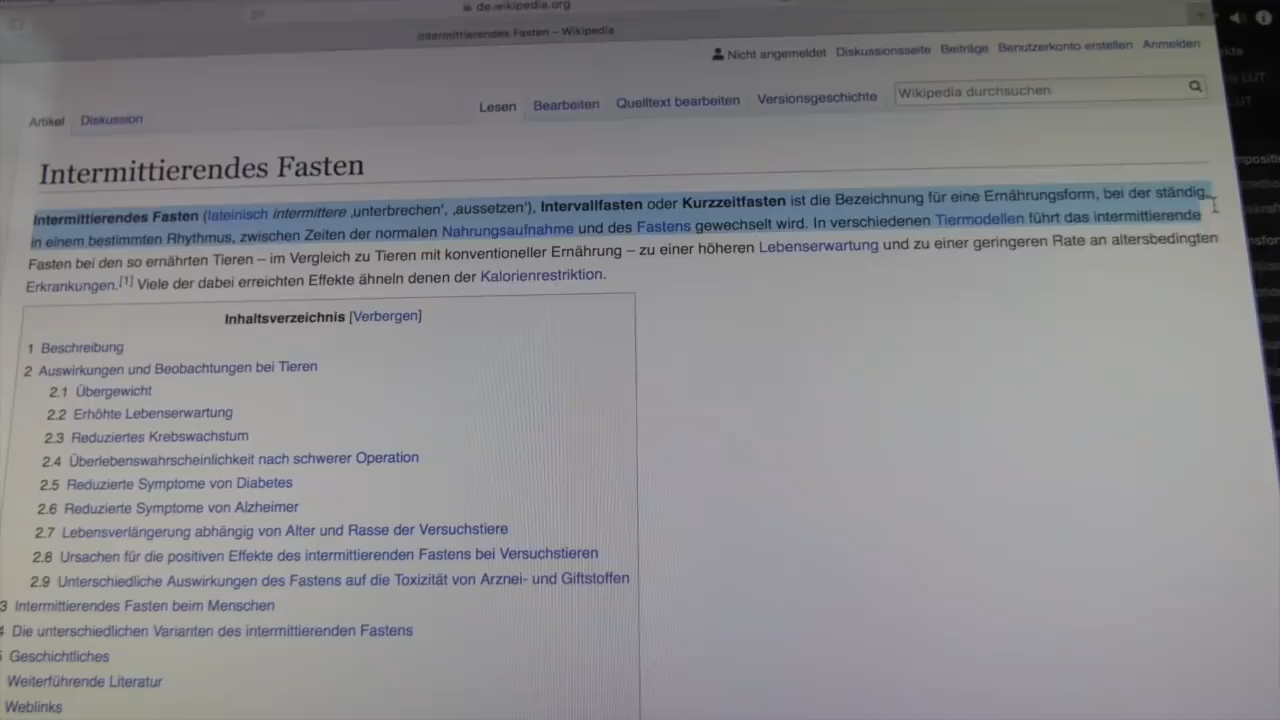 de.wikipedia.org
Intermittierendes Fasten – Wikipedia
Nicht angemeldet Diskussionsseite Beiträge Benutzerkonto erstellen Anmelden
Artikel Diskussion Lesen Bearbeiten Quelltext bearbeiten Versionsgeschichte Wikipedia durchsuchen
Intermittierendes Fasten
Intermittierendes Fasten (lateinisch intermittere ‚unterbrechen', ‚aussetzen'), Intervallfasten oder Kurzzeitfasten ist die Bezeichnung für eine Ernährungsform, bei der ständig,
in einem bestimmten Rhythmus, zwischen Zeiten der normalen Nahrungsaufnahme und des Fastens gewechselt wird. In verschiedenen Tiermodellen führt das intermittierende
Fasten bei den so ernährten Tieren – im Vergleich zu Tieren mit konventioneller Ernährung – zu einer höheren Lebenserwartung und zu einer geringeren Rate an altersbedingten
Erkrankungen.[1] Viele der dabei erreichten Effekte ähneln denen der Kalorienrestriktion.
Inhaltsverzeichnis [Verbergen]
1 Beschreibung
2 Auswirkungen und Beobachtungen bei Tieren
2.1 Übergewicht
2.2 Erhöhte Lebenserwartung
2.3 Reduziertes Krebswachstum
2.4 Überlebenswahrscheinlichkeit nach schwerer Operation
2.5 Reduzierte Symptome von Diabetes
2.6 Reduzierte Symptome von Alzheimer
2.7 Lebensverlängerung abhängig von Alter und Rasse der Versuchstiere
2.8 Ursachen für die positiven Effekte des intermittierenden Fastens bei Versuchstieren
2.9 Unterschiedliche Auswirkungen des Fastens auf die Toxizität von Arznei- und Giftstoffen
3 Intermittierendes Fasten beim Menschen
Die unterschiedlichen Varianten des intermittierenden Fastens
Geschichtliches
Weiterführende Literatur
Weblinks